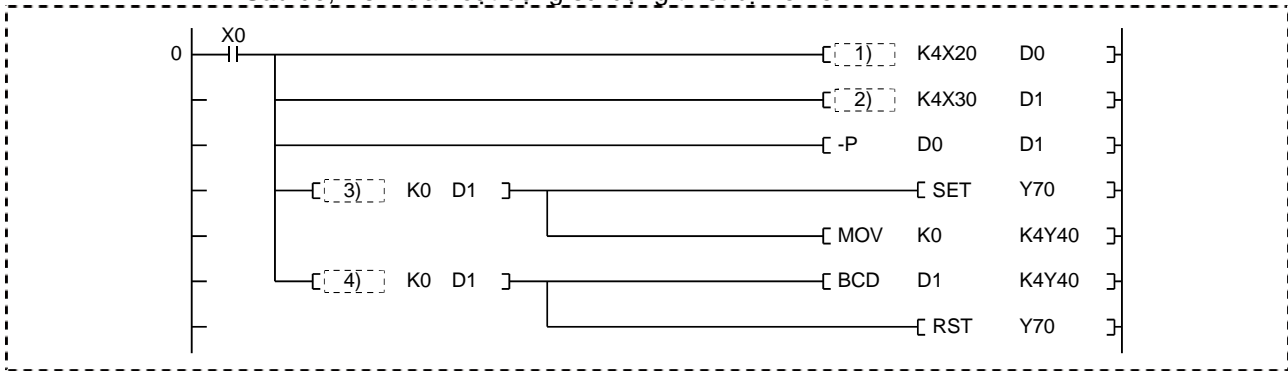 X0
0 1) K4X20 D0
2) K4X30 D1
-P D0 D1
3) K0 D1 SET Y70
MOV K0 K4Y40
4) K0 D1 BCD D1 K4Y40
RST Y70